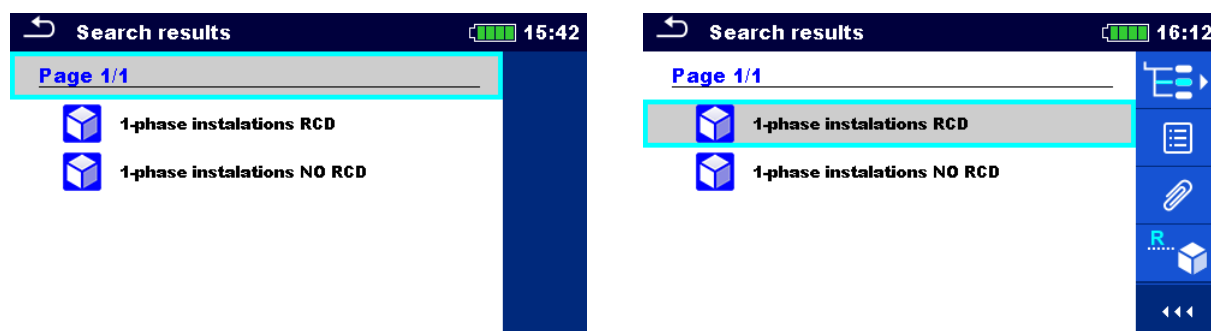 Search results 15:42
Page 1/1
1-phase instalations RCD
1-phase instalations NO RCD
Search results 16:12
Page 1/1
1-phase instalations RCD
1-phase instalations NO RCD
R